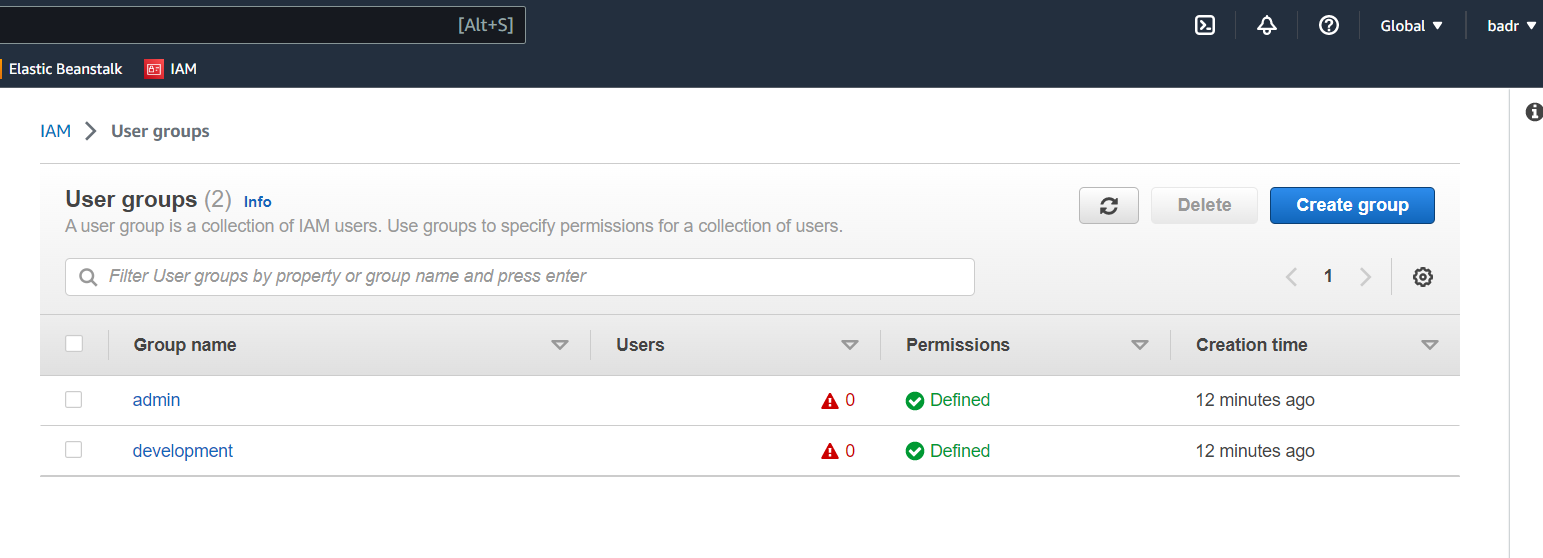 [Alt+S]
Global
badr
Elastic Beanstalk
IAM
IAM
User groups
User groups (2) Info
A user group is a collection of IAM users. Use groups to specify permissions for a collection of users.
Delete
Create group
Filter User groups by property or group name and press enter
1
Group name Users Permissions Creation time
admin 0 Defined 12 minutes ago
development 0 Defined 12 minutes ago